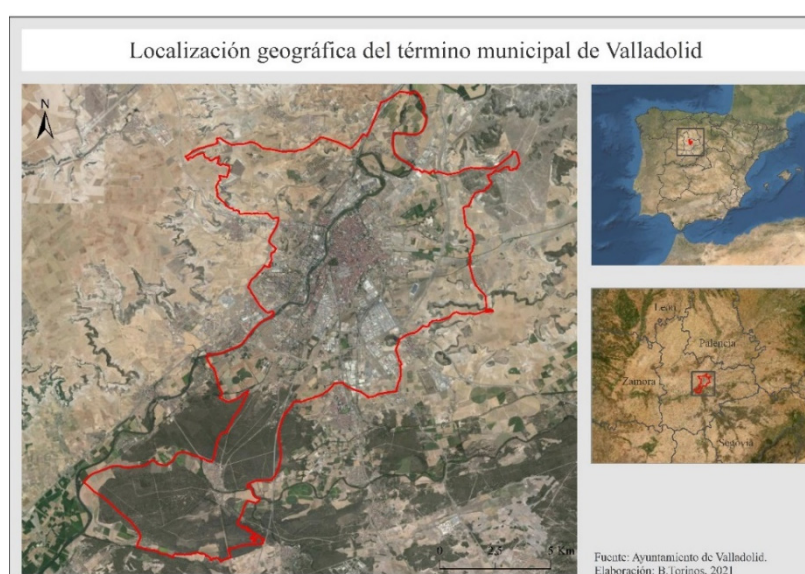 Localización geográfica del término municipal de Valladolid
N
León
Palencia
Zamora
Segovia
0 2,5 5 Km
Fuente: Ayuntamiento de Valladolid.
Elaboración: B.Torinos, 2021